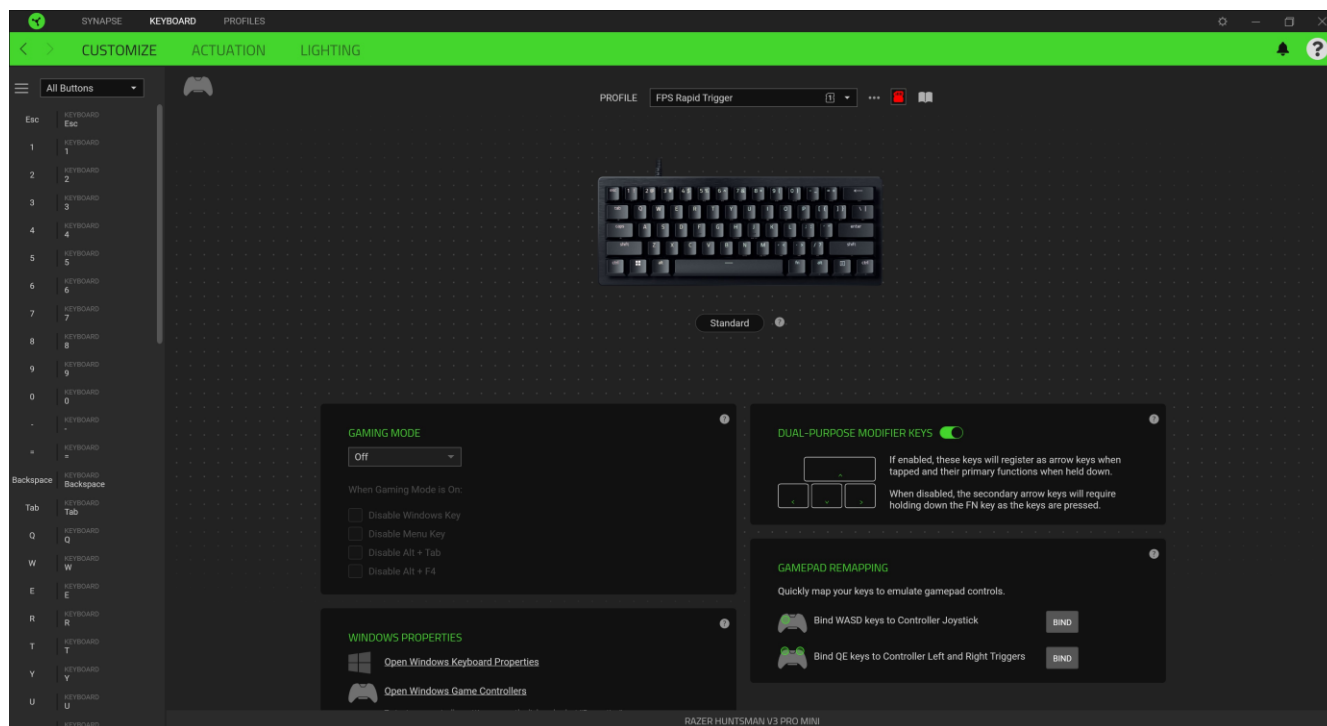 SYNAPSE KEYBOARD PROFILES
CUSTOMIZE ACTUATION LIGHTING
All Buttons
PROFILE FPS Rapid Trigger 1
Esc KEYBOARD Esc
1 KEYBOARD 1
2 KEYBOARD 2
3 KEYBOARD 3
4 KEYBOARD 4
5 KEYBOARD 5
6 KEYBOARD 6
7 KEYBOARD 7
8 KEYBOARD 8
9 KEYBOARD 9
0 KEYBOARD 0
- KEYBOARD -
= KEYBOARD =
Backspace KEYBOARD Backspace
Tab KEYBOARD Tab
Q KEYBOARD Q
W KEYBOARD W
E KEYBOARD E
R KEYBOARD R
T KEYBOARD T
Y KEYBOARD Y
U KEYBOARD U
KEYBOARD
Standard
GAMING MODE
Off
When Gaming Mode is On:
Disable Windows Key
Disable Menu Key
Disable Alt + Tab
Disable Alt + F4
WINDOWS PROPERTIES
Open Windows Keyboard Properties
Open Windows Game Controllers
DUAL-PURPOSE MODIFIER KEYS
If enabled, these keys will register as arrow keys when
tapped and their primary functions when held down.
When disabled, the secondary arrow keys will require
holding down the FN key as the keys are pressed.
GAMEPAD REMAPPING
Quickly map your keys to emulate gamepad controls.
Bind WASD keys to Controller Joystick BIND
Bind QE keys to Controller Left and Right Triggers BIND
RAZER HUNTSMAN V3 PRO MINI